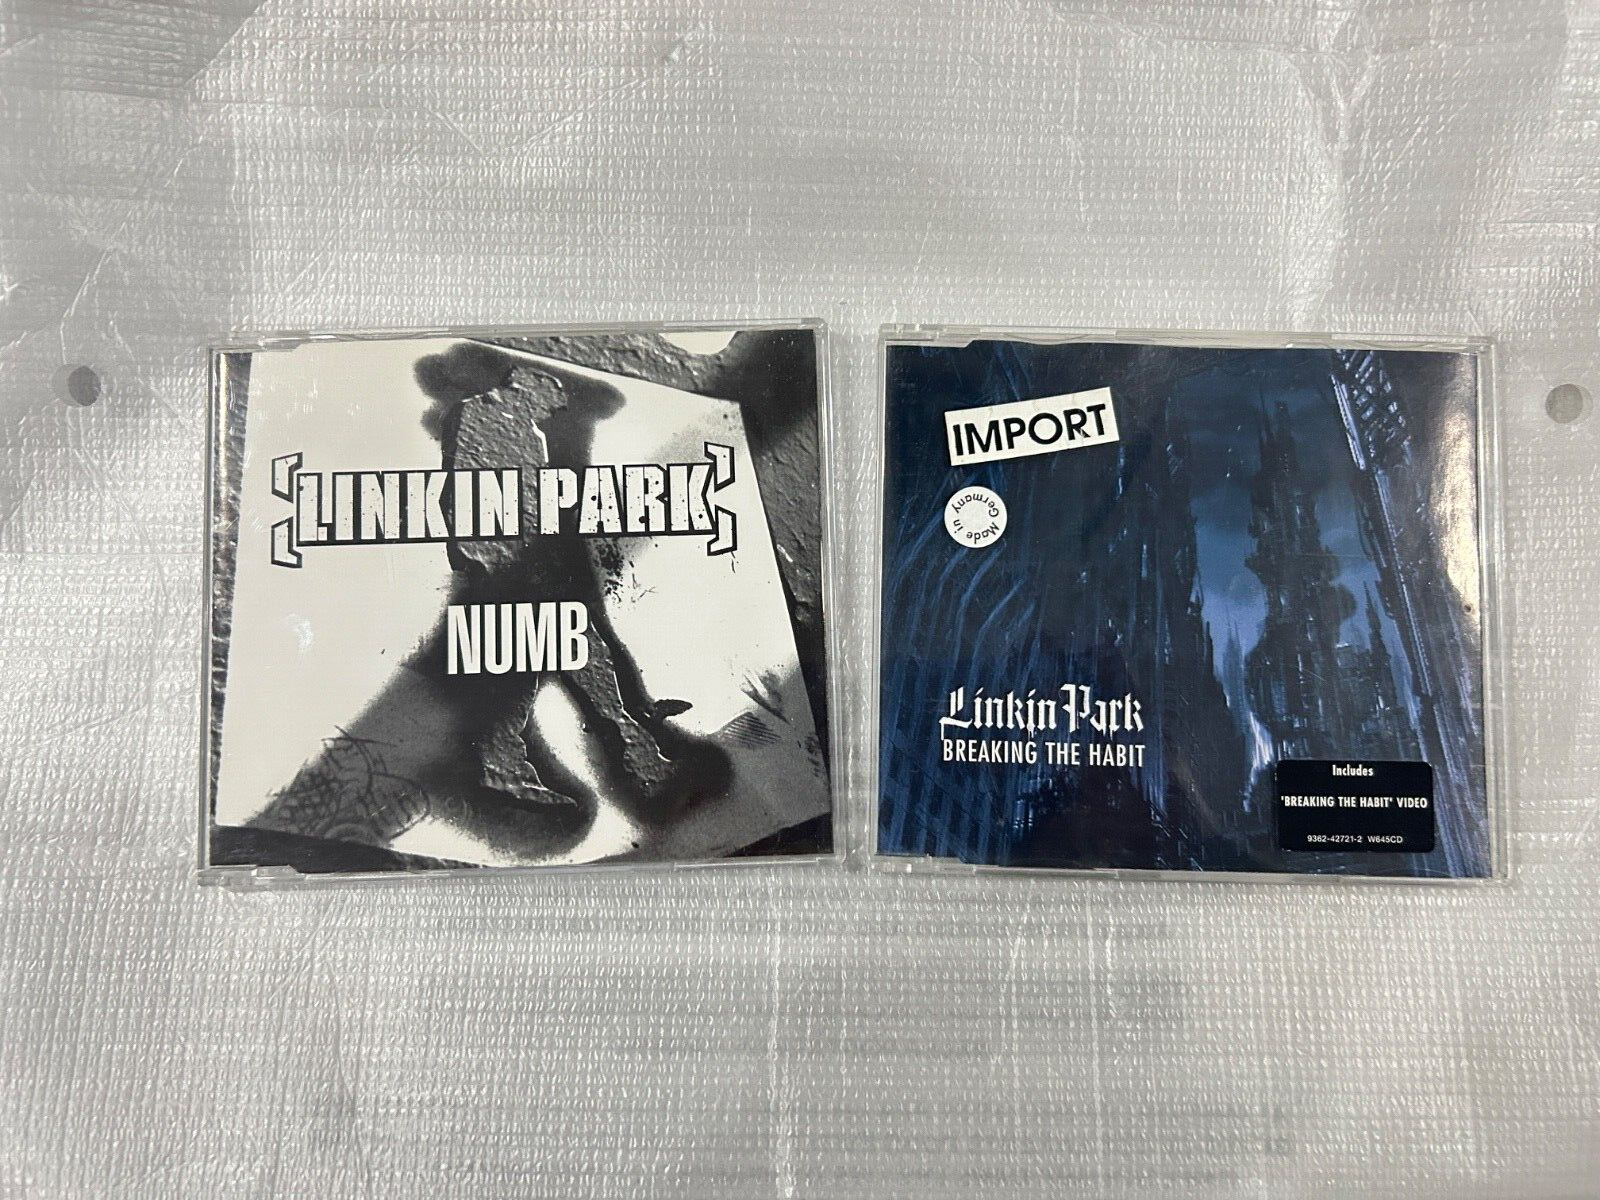 LINKIN PARK
NUMB
IMPORT
Made in Germany
Linkin Park
BREAKING THE HABIT
Includes
'BREAKING THE HABIT' VIDEO
9362-42721-2 W645CD